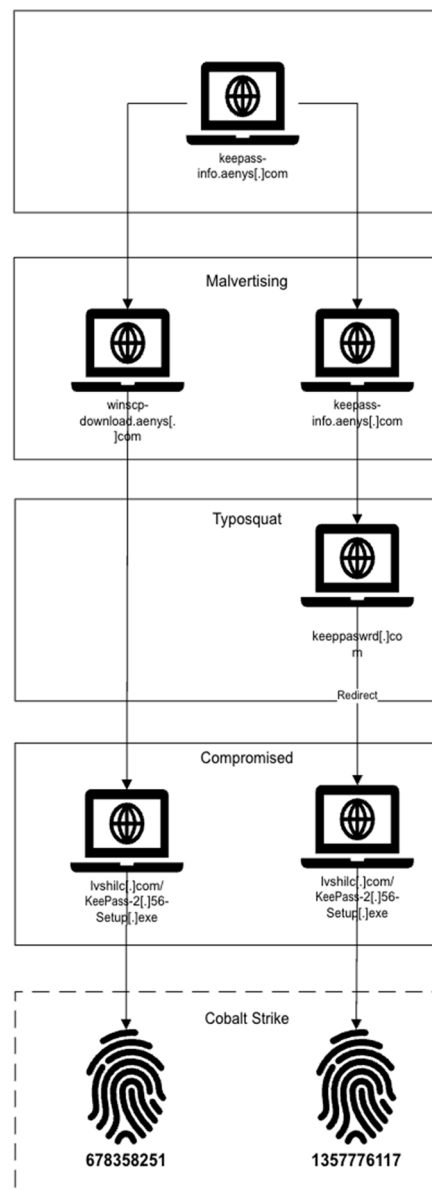 keepass-
info.aenys[.]com
Malvertising
winscp-
download.aenys[.
]com
keepass-
info.aenys[.]com
Typosquat
keeppaswrd[.]co
m
Redirect
Compromised
lvshilc[.]com/
KeePass-2[.]56-
Setup[.]exe
lvshilc[.]com/
KeePass-2[.]56-
Setup[.]exe
Cobalt Strike
678358251
1357776117